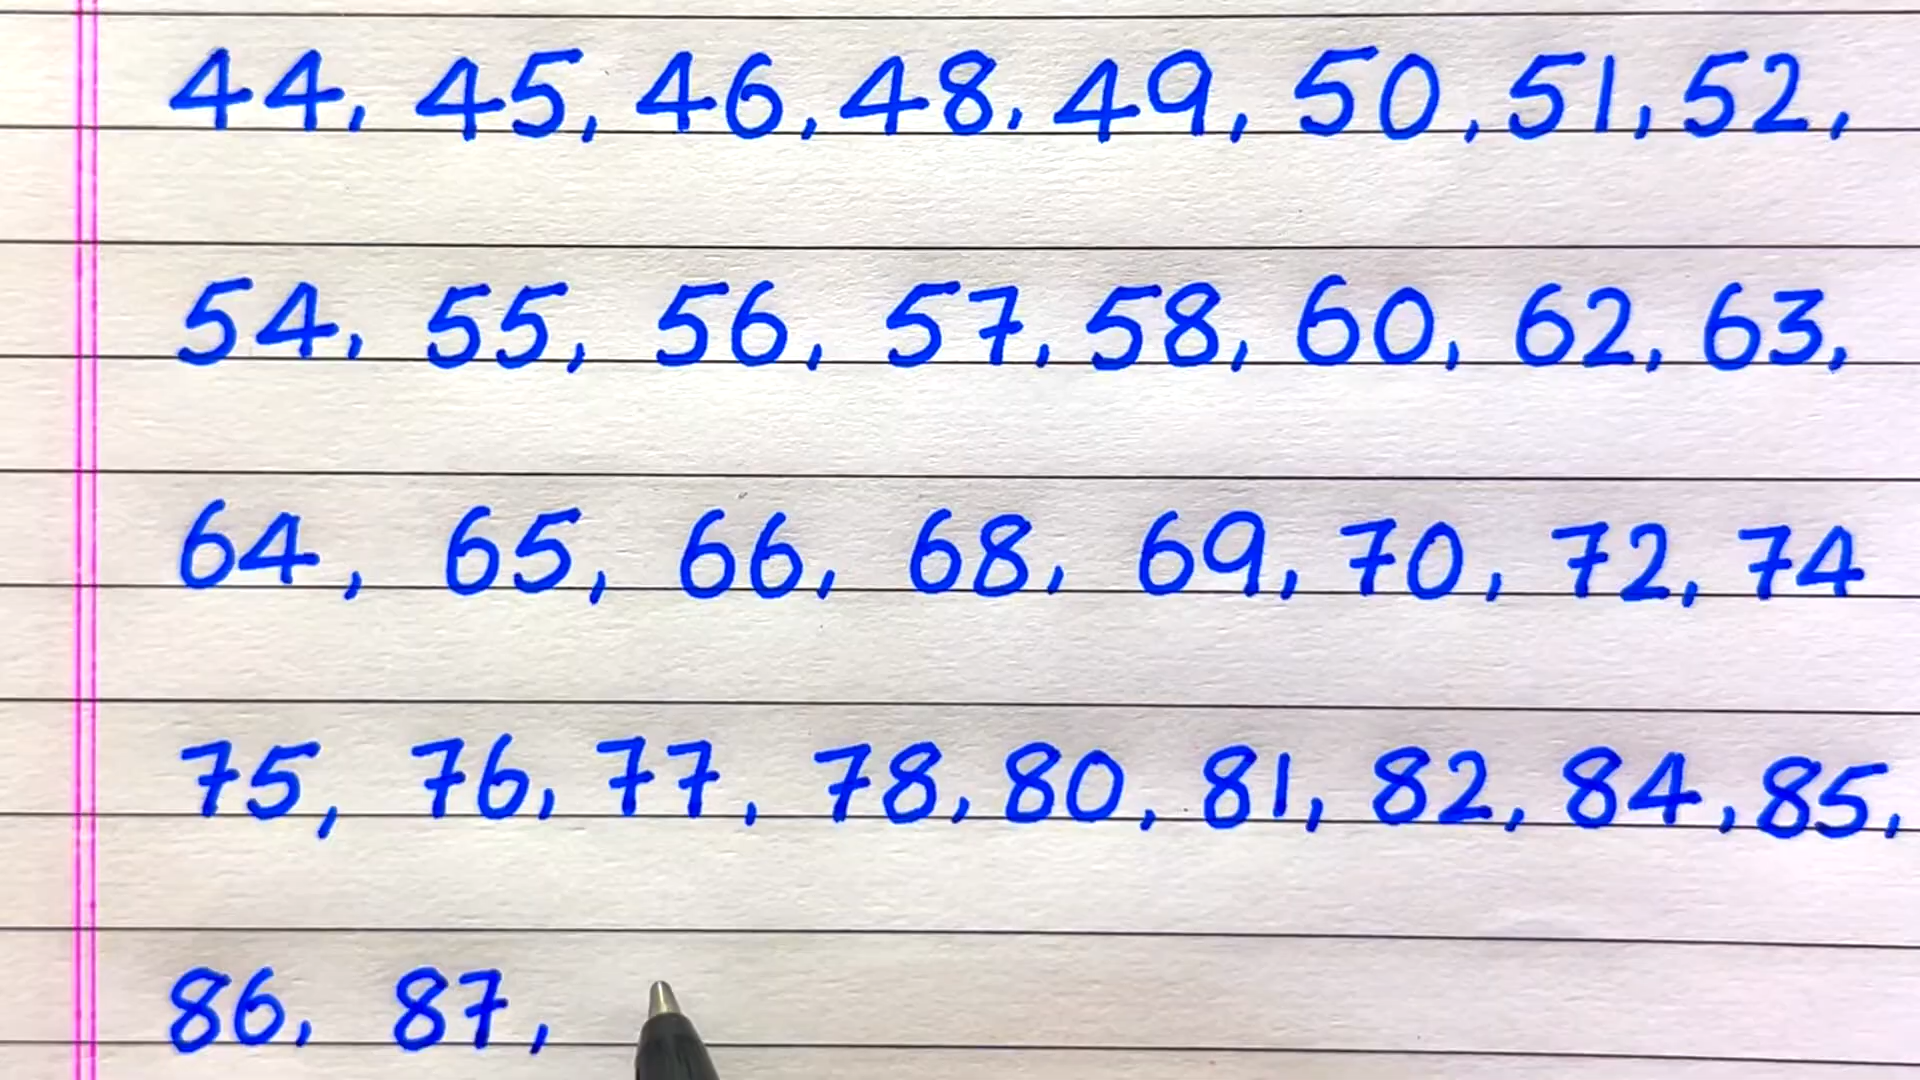 44, 45, 46, 48, 49, 50, 51, 52,
54, 55, 56, 57, 58, 60, 62, 63,
64, 65, 66, 68, 69, 70, 72, 74
75, 76, 77, 78, 80, 81, 82, 84, 85,
86, 87,